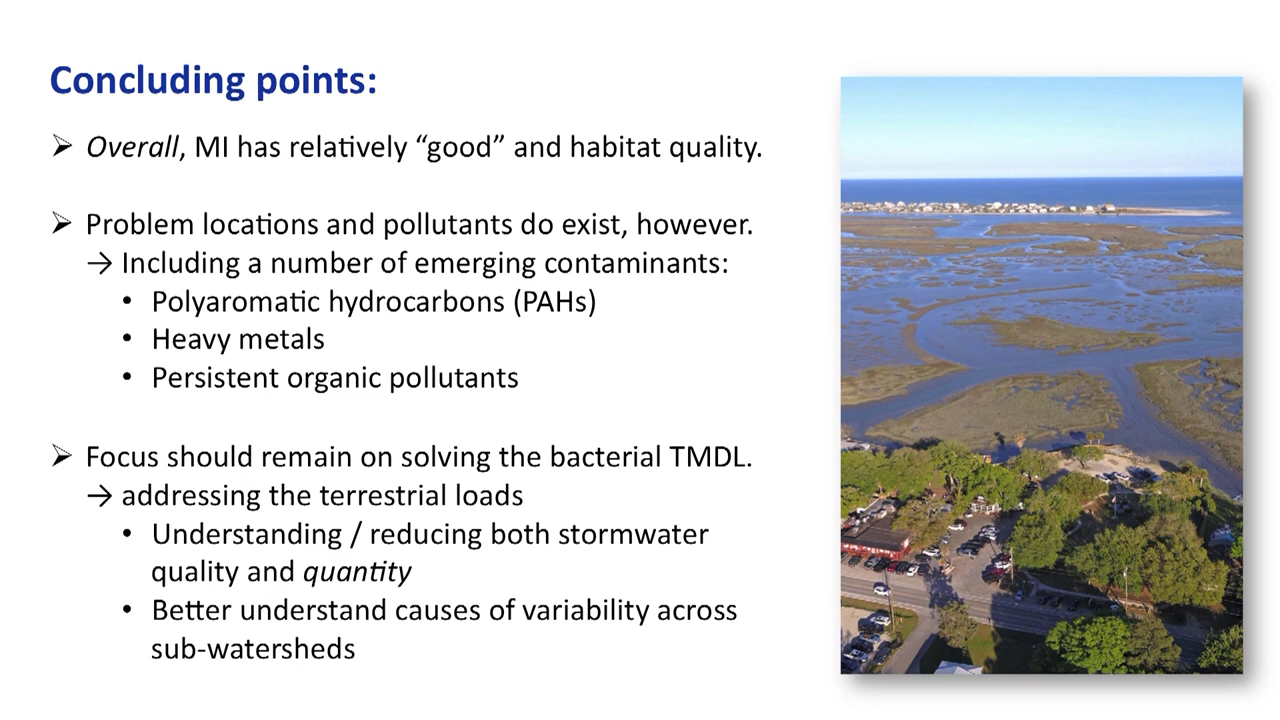 Concluding points:
➢ Overall, MI has relatively “good” and habitat quality.
➢ Problem locations and pollutants do exist, however.
→ Including a number of emerging contaminants:
• Polyaromatic hydrocarbons (PAHs)
• Heavy metals
• Persistent organic pollutants
➢ Focus should remain on solving the bacterial TMDL.
→ addressing the terrestrial loads
• Understanding / reducing both stormwater
quality and quantity
• Better understand causes of variability across
sub-watersheds